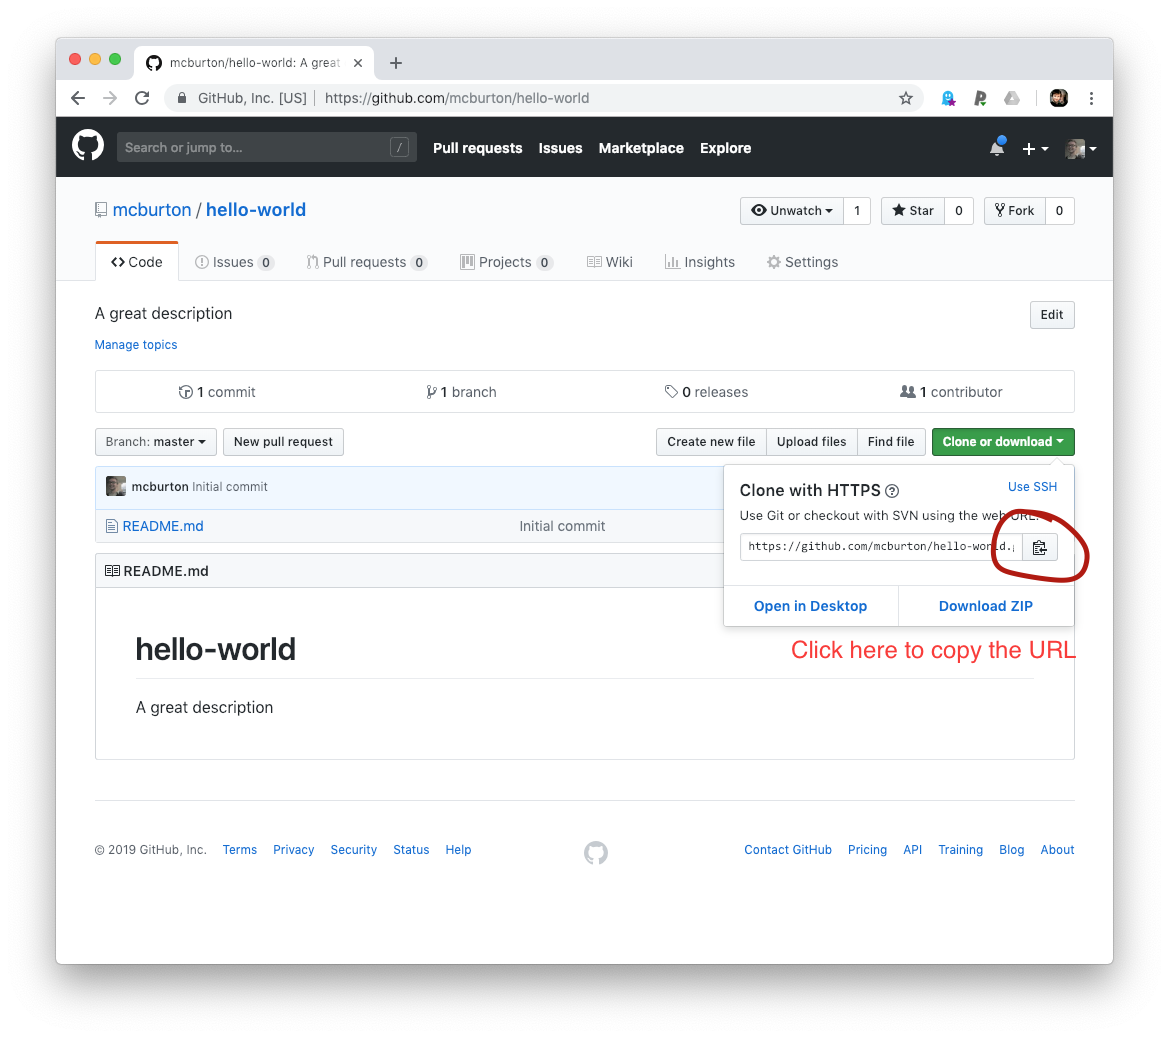 mcburton/hello-world: A great
GitHub, Inc. [US] https://github.com/mcburton/hello-world
Search or jump to... / Pull requests Issues Marketplace Explore
mcburton / hello-world Unwatch 1 Star 0 Fork 0
Code Issues 0 Pull requests 0 Projects 0 Wiki Insights Settings
A great description Edit
Manage topics
1 commit 1 branch 0 releases 1 contributor
Branch: master New pull request Create new file Upload files Find file Clone or download
mcburton Initial commit
README.md Initial commit
Clone with HTTPS Use SSH
Use Git or checkout with SVN using the web URL.
https://github.com/mcburton/hello-world.
Open in Desktop Download ZIP
README.md
Click here to copy the URL
hello-world
A great description
© 2019 GitHub, Inc. Terms Privacy Security Status Help Contact GitHub Pricing API Training Blog About